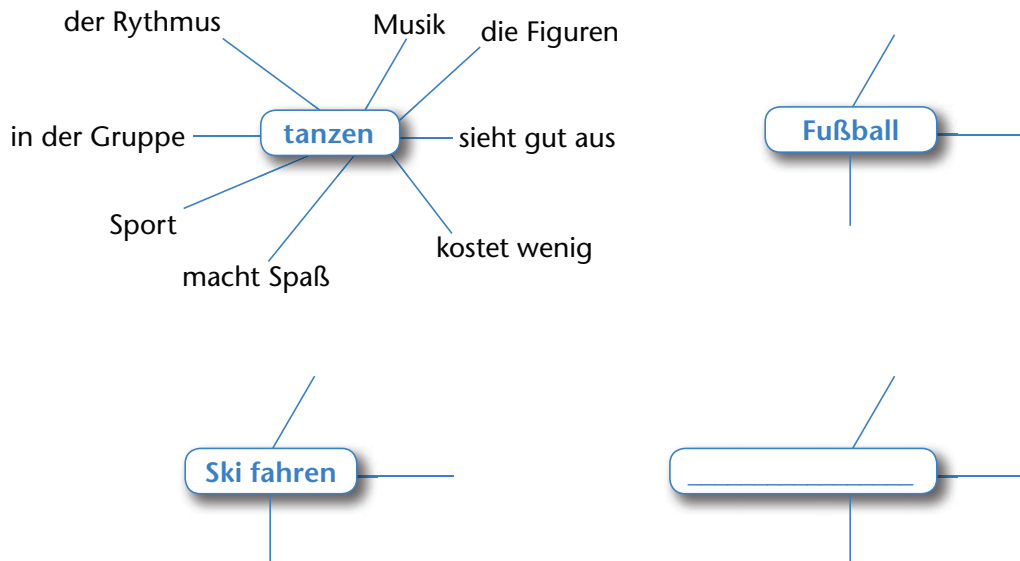 der Rythmus
Musik
die Figuren
in der Gruppe
tanzen
sieht gut aus
Sport
macht Spaß
kostet wenig
Fußball
Ski fahren